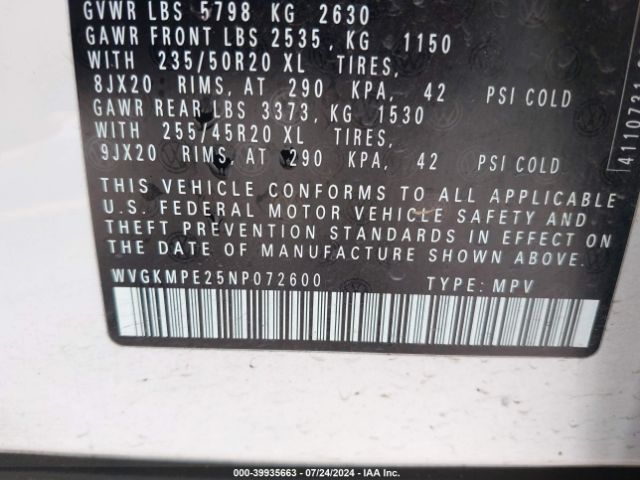 GVWR LBS 5798 KG 2630
GAWR FRONT LBS 2535, KG 1150
WITH 235/50R20 XL TIRES,
8JX20 RIMS, AT 290 KPA, 42 PSI COLD
GAWR REAR LBS 3373, KG 1530
WITH 255/45R20 XL TIRES,
9JX20 RIMS, AT 290 KPA, 42 PSI COLD
THIS VEHICLE CONFORMS TO ALL APPLICABLE
U.S. FEDERAL MOTOR VEHICLE SAFETY AND
THEFT PREVENTION STANDARDS IN EFFECT ON
THE DATE OF MANUFACTURE SHOWN ABOVE.
WVGKMPE25NP072600 TYPE: MPV
000-39935663 // 07/24/2024 // IAA Inc.